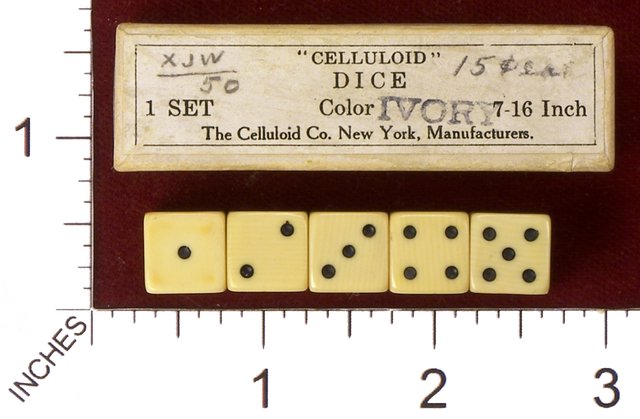 XJW
50
"CELLULOID"
DICE
15¢ ea
1 SET Color IVORY 7-16 Inch
The Celluloid Co. New York, Manufacturers.
1
INCHES
1 2 3